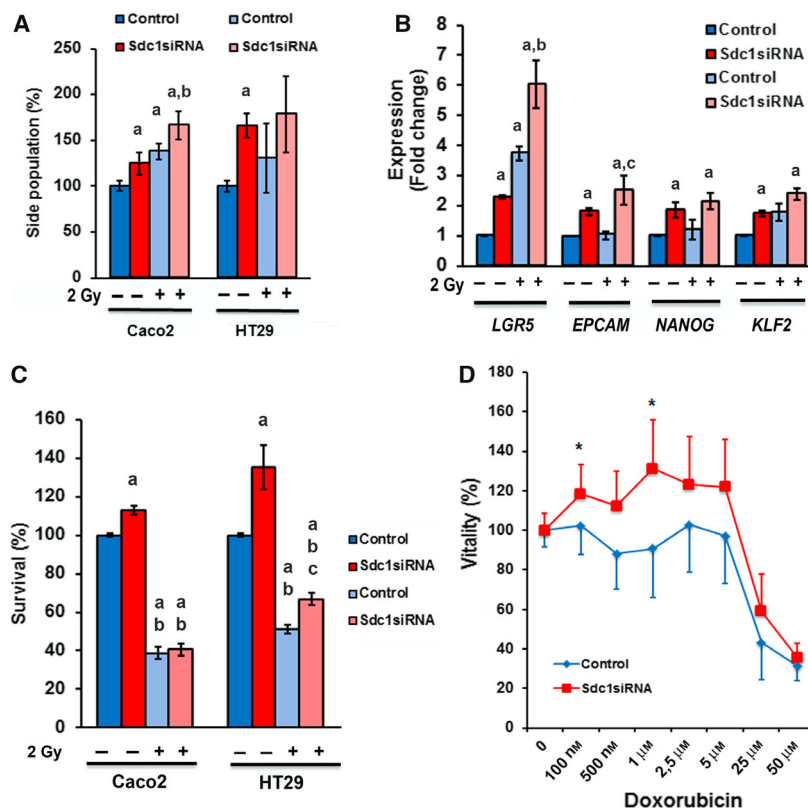 A
Control
Control
Sdc1siRNA
Sdc1siRNA
Side population (%)
250
200
150
100
50
0
a
a
a,b
a
2 Gy
– – + +
– – + +
Caco2
HT29
B
Control
Sdc1siRNA
Control
Sdc1siRNA
Expression
(Fold change)
8
7
6
5
4
3
2
1
0
a
a
a,b
a
a,c
a
a
a
a
2 Gy
– – + +
– – + +
– – + +
– – + +
LGR5
EPCAM
NANOG
KLF2
C
Survival (%)
160
140
120
100
80
60
40
20
0
a
a
b
a
b
a
a
b
a
b
c
Control
Sdc1siRNA
Control
Sdc1siRNA
2 Gy
– – + +
– – + +
Caco2
HT29
D
Vitality (%)
180
160
140
120
100
80
60
40
20
0
*
*
Control
Sdc1siRNA
0
100 nM
500 nM
1 µM
2,5 µM
5 µM
25 µM
50 µM
Doxorubicin